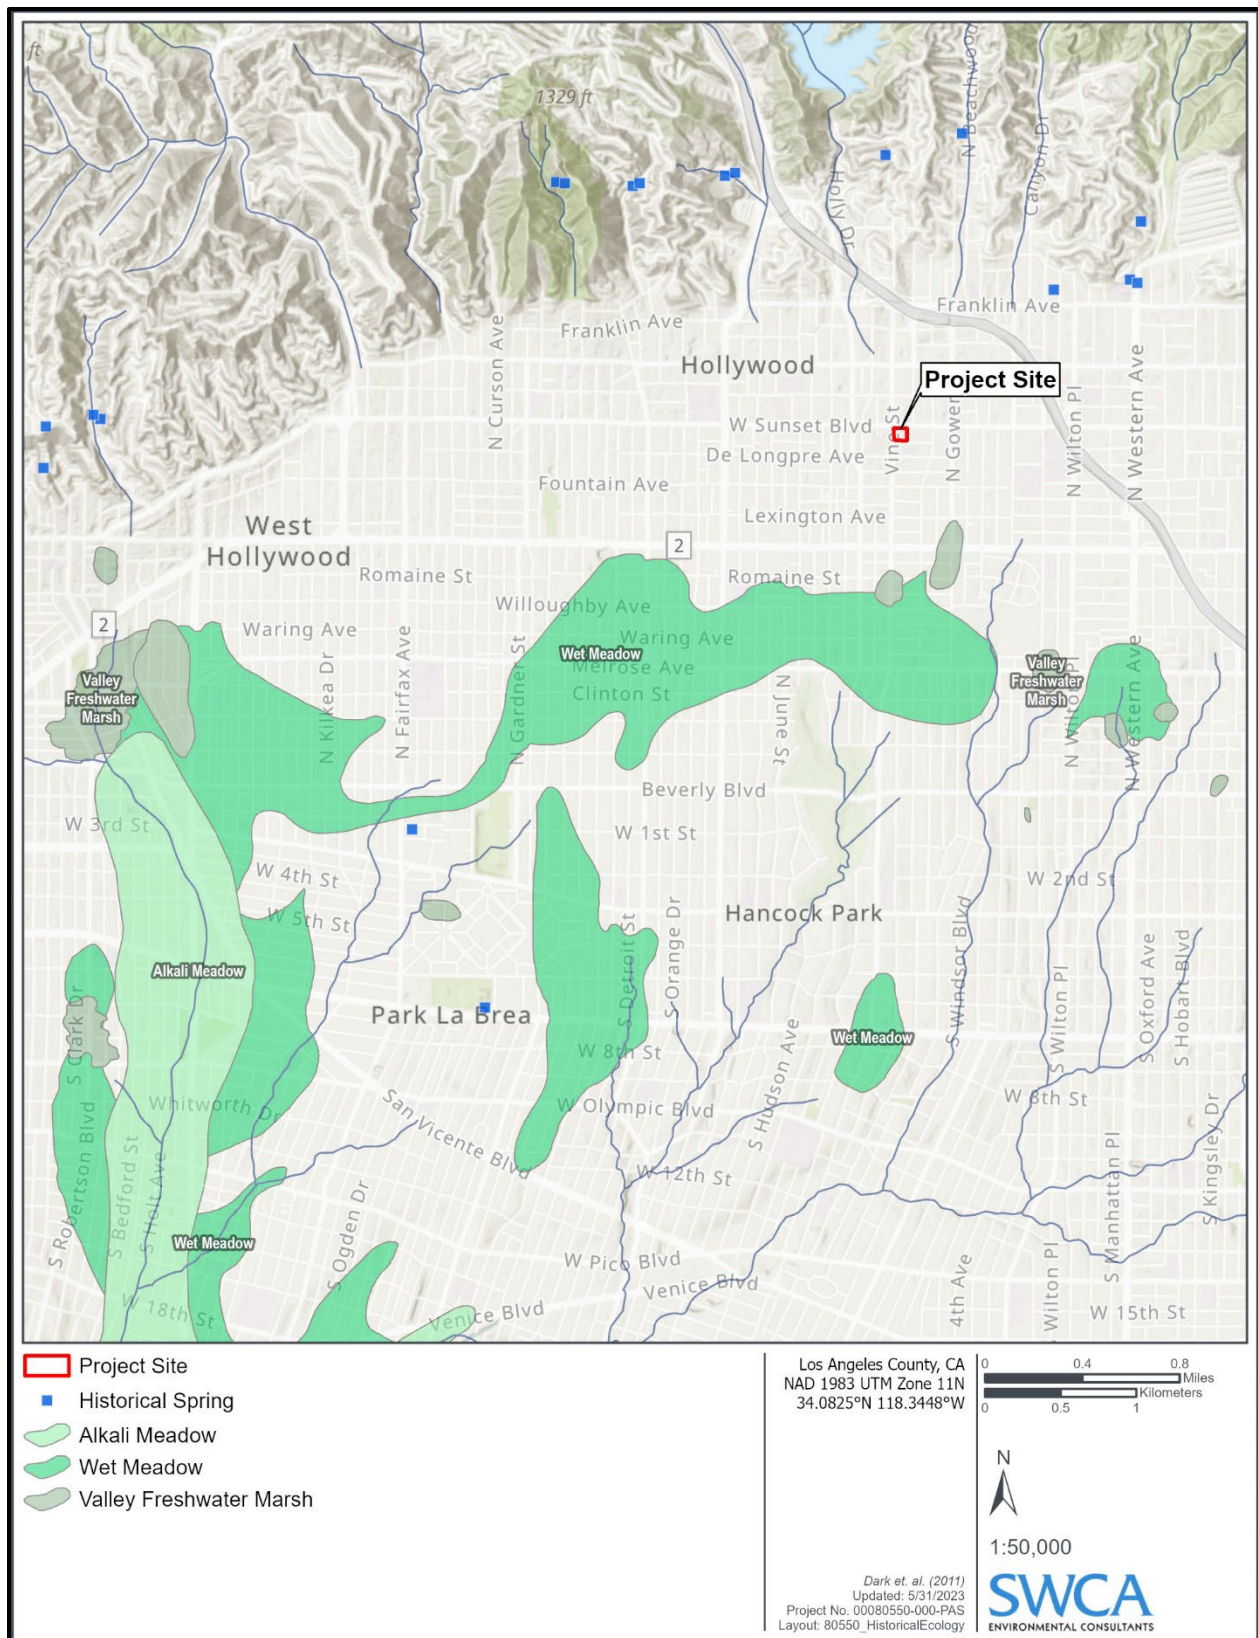 ft
1329 ft
N Beachwood
Canyon Dr
Holly Dr
Franklin Ave
Franklin Ave
N Curson Ave
Hollywood
Project Site
W Sunset Blvd
Vine St
N Gower
De Longpre Ave
N Wilton Pl
N Western Ave
Fountain Ave
Lexington Ave
West
Hollywood
2
Romaine St
Romaine St
Willoughby Ave
2
Waring Ave
Waring Ave
Wet Meadow
Melrose Ave
Clinton St
Valley
Freshwater
Marsh
N Kilkea Dr
N Fairfax Ave
N Gardner St
N June St
Valley
Freshwater
Marsh
N Wilton Pl
N Western Ave
Beverly Blvd
W 3rd St
W 1st St
W 4th St
W 2nd St
W 5th St
Hancock Park
Alkali Meadow
S Detroit St
S Orange Dr
S Windsor Blvd
S Oxford Ave
S Hobart Blvd
S Clark Dr
Park La Brea
Wet Meadow
S Wilton Pl
W 8th St
S Hudson Ave
W 8th St
Whitworth Dr
San Vicente Blvd
W Olympic Blvd
S Kingsley Dr
S Robertson Blvd
S Bedford St
S Holt Ave
W 12th St
S Manhattan Pl
Wet Meadow
S Ogden Dr
W Pico Blvd
Venice Blvd
4th Ave
S Wilton Pl
W 18th St
Venice Blvd
W 15th St
Project Site
Historical Spring
Alkali Meadow
Wet Meadow
Valley Freshwater Marsh
Los Angeles County, CA
NAD 1983 UTM Zone 11N
34.0825°N 118.3448°W
0 0.4 0.8
Miles
Kilometers
0 0.5 1
N
1:50,000
Dark et. al. (2011)
Updated: 5/31/2023
Project No. 00080550-000-PAS
Layout: 80550_HistoricalEcology
SWCA
ENVIRONMENTAL CONSULTANTS